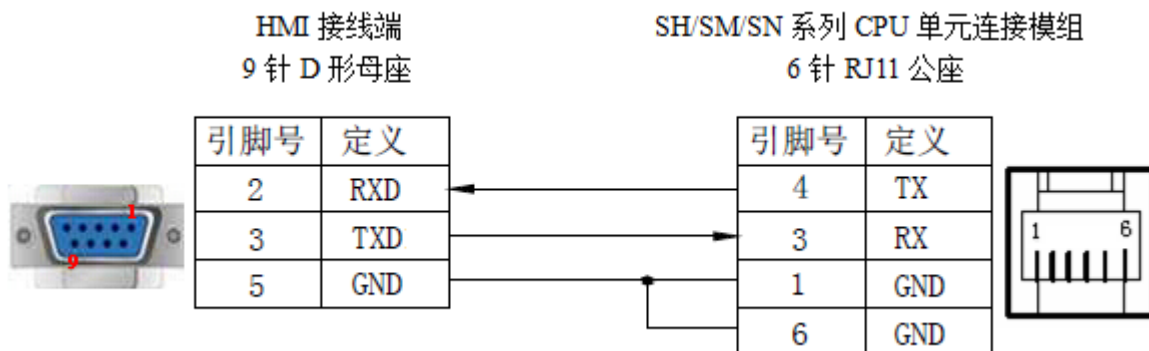 HMI 接线端
9 针 D 形母座
SH/SM/SN 系列 CPU 单元连接模组
6 针 RJ11 公座
引脚号 定义
2 RXD
3 TXD
5 GND
引脚号 定义
4 TX
3 RX
1 GND
6 GND
1
9
1 6